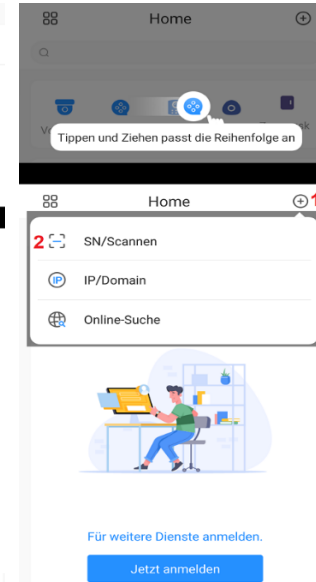 Home
Tippen und Ziehen passt die Reihenfolge an
Home
1
2 SN/Scannen
IP IP/Domain
Online-Suche
Für weitere Dienste anmelden.
Jetzt anmelden